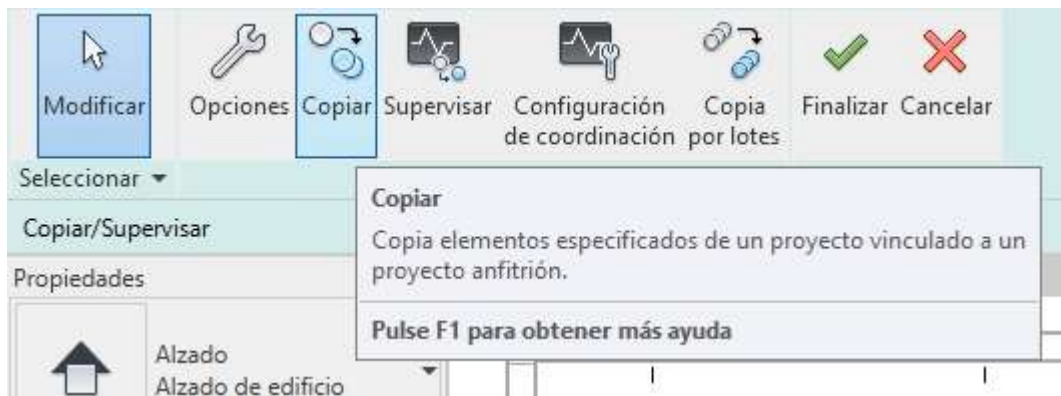 Modificar
Opciones
Copiar
Supervisar
Configuración
de coordinación
Copia
por lotes
Finalizar
Cancelar
Seleccionar
Copiar/Supervisar
Copiar
Copia elementos especificados de un proyecto vinculado a un
proyecto anfitrión.
Pulse F1 para obtener más ayuda
Propiedades
Alzado
Alzado de edificio